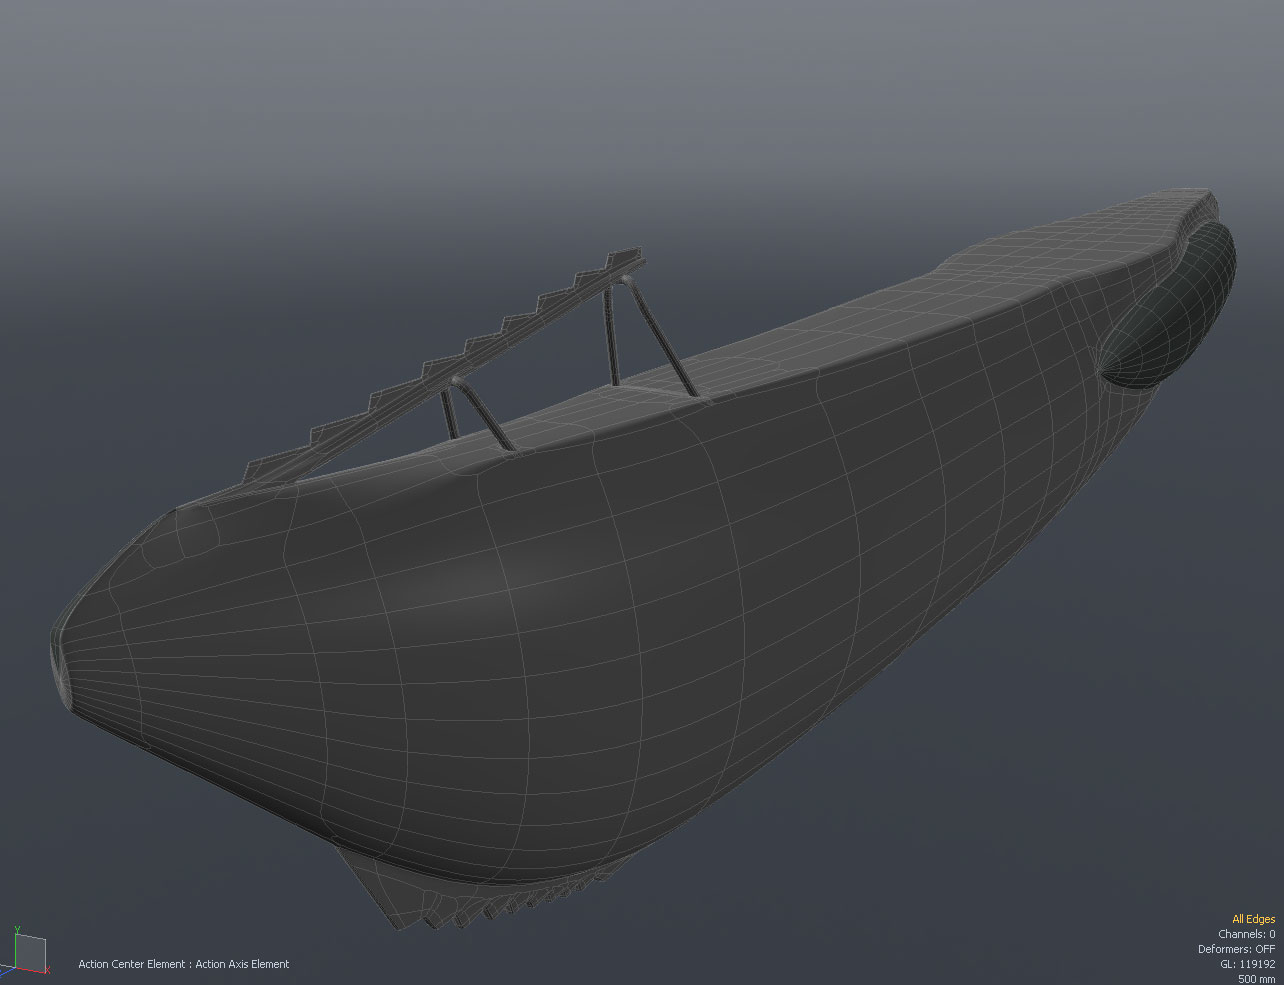 All Edges
Channels: 0
Deformers: OFF
GL: 119192
500 mm
Action Center Element : Action Axis Element
Y
X